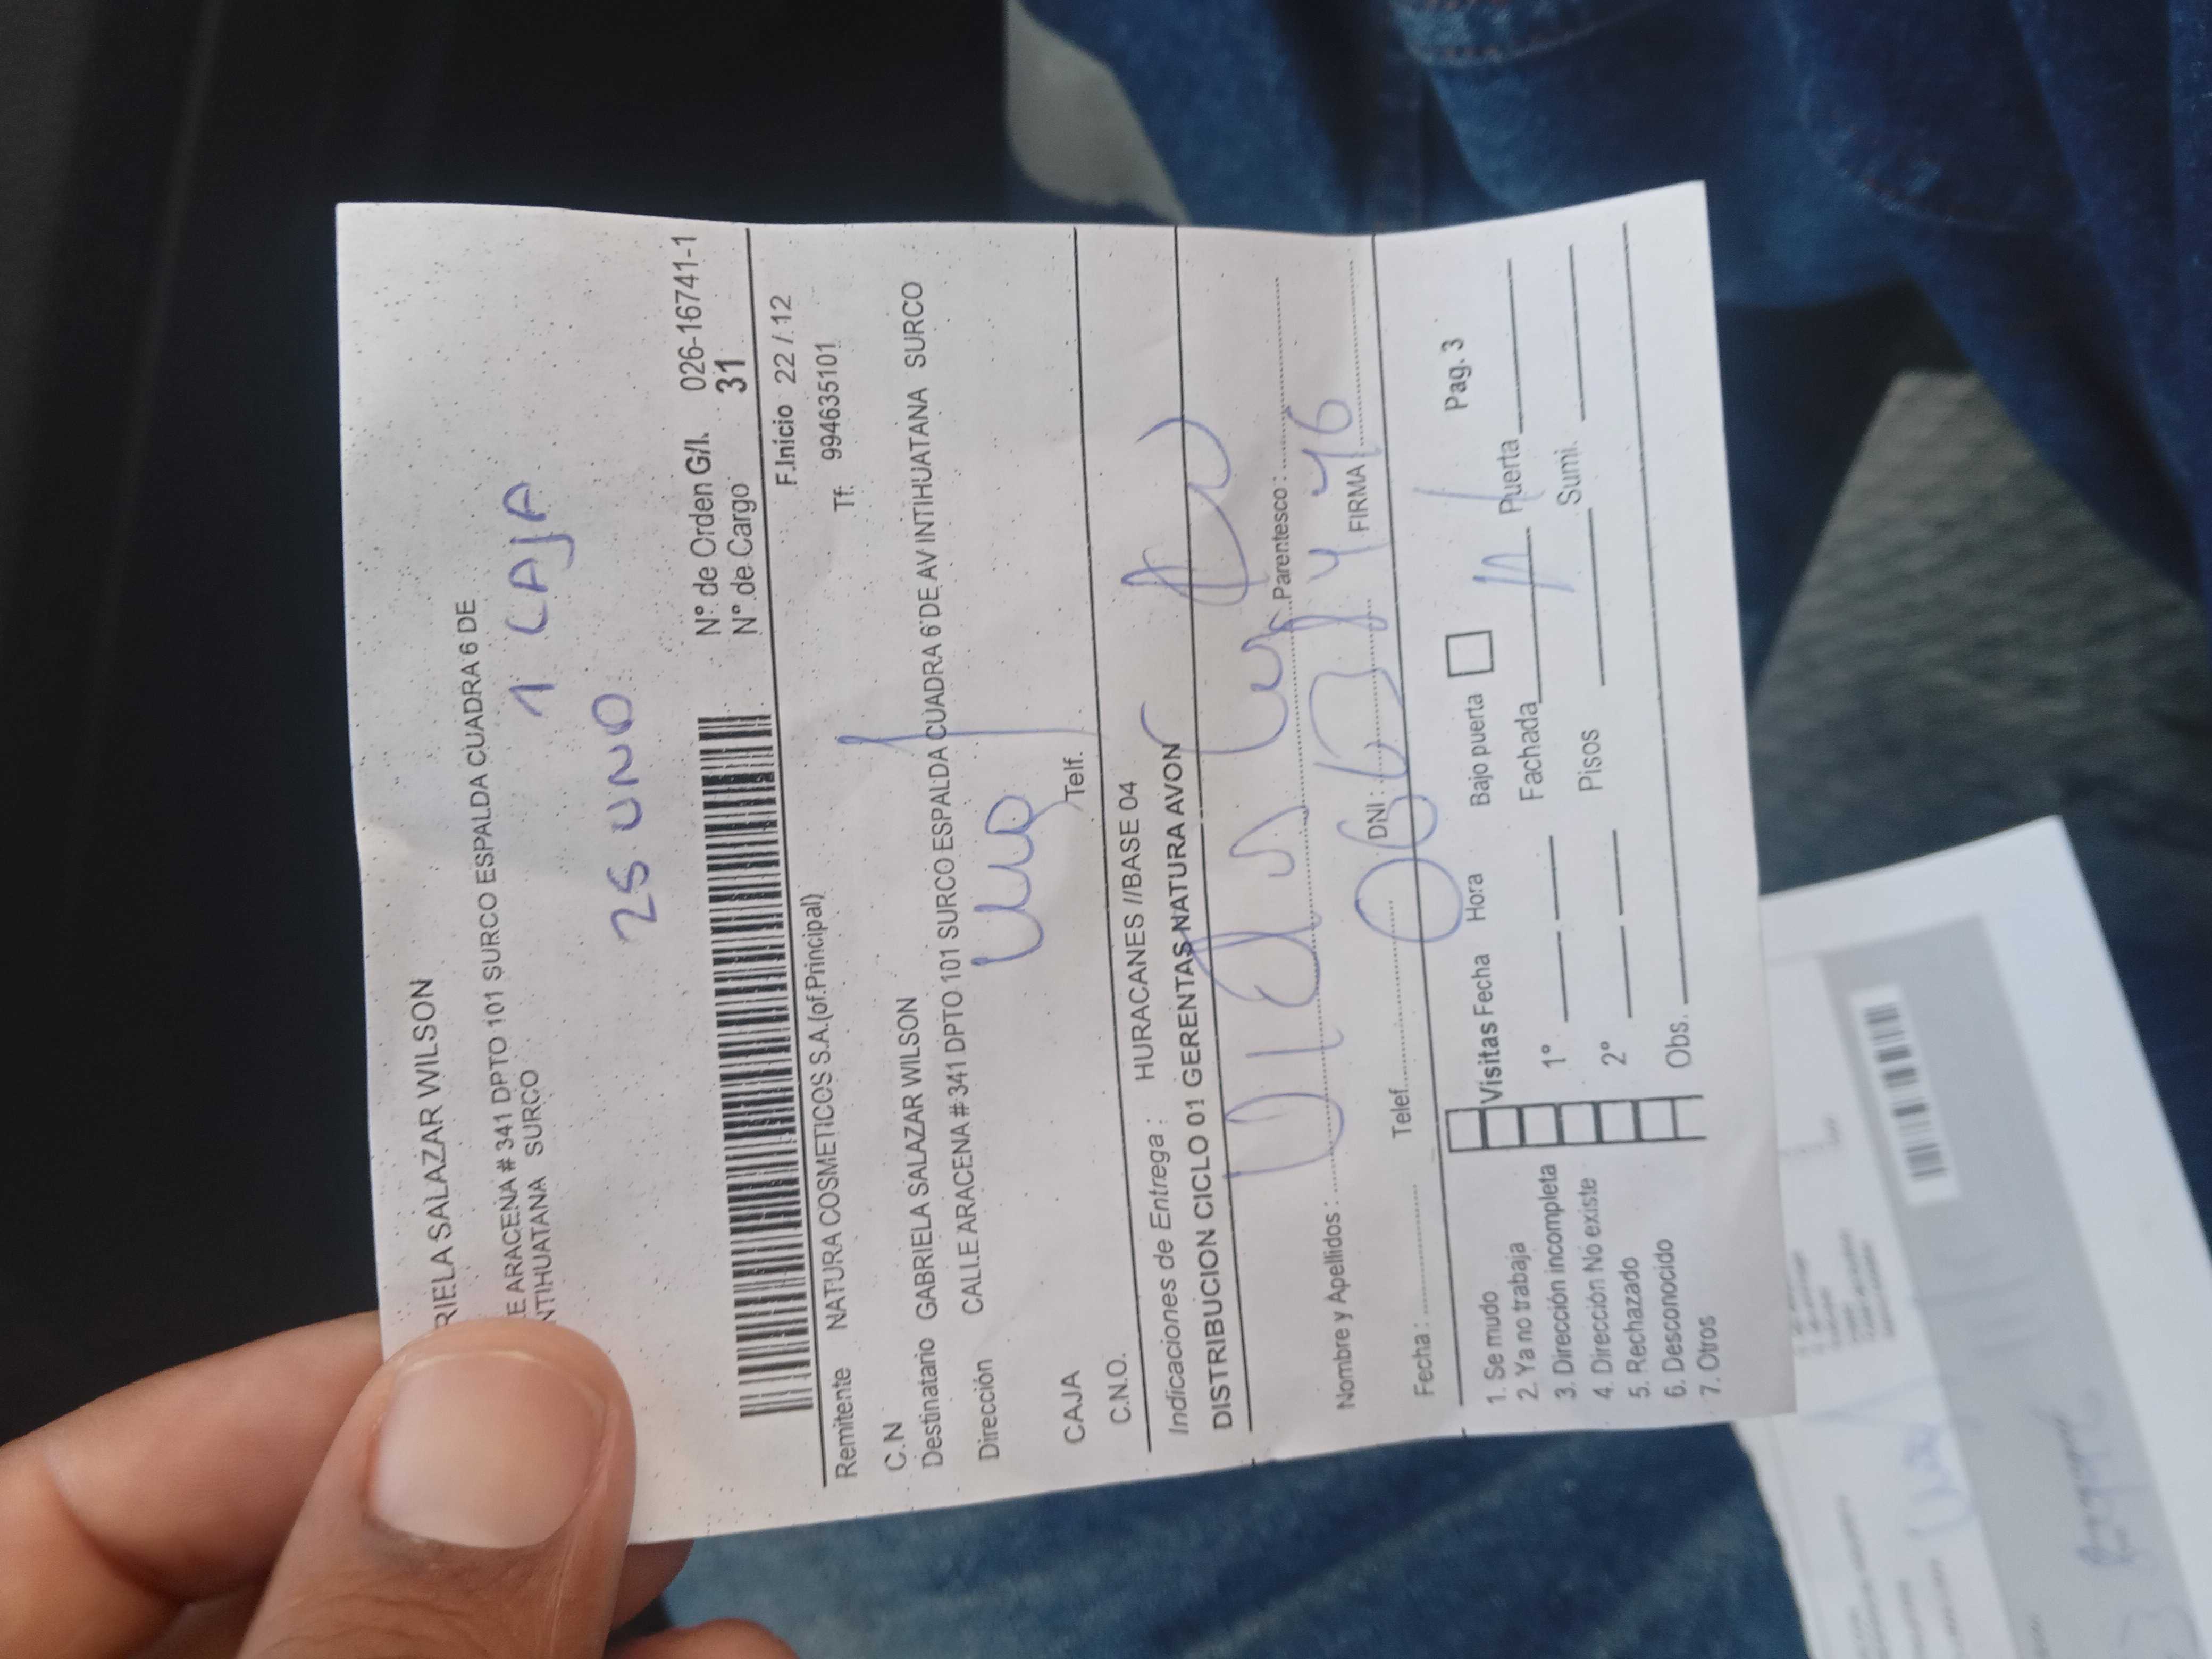 RIELA SALAZAR WILSON
E ARACENA # 341 DPTO 101 SURCO ESPALDA CUADRA 6 DE
NTIHUATANA SURCO
1 CAJA
25 UNO
N° de Orden G/I. 026-16741-1
N° de Cargo 31
F.Inicio 22 / 12
Remitente NATURA COSMETICOS S.A.(of.Principal)
Tf. 994635101
C.N
Destinatario GABRIELA SALAZAR WILSON
Dirección CALLE ARACENA # 341 DPTO 101 SURCO ESPALDA CUADRA 6 DE AV INTIHUATANA SURCO
CAJA
Telf.
C.N.O.
Indicaciones de Entrega : HURACANES //BASE 04
DISTRIBUCION CICLO 01 GERENTAS NATURA AVON
Nombre y Apellidos : Parentesco :
Fecha : Telef. DNI : FIRMA
1. Se mudo
2. Ya no trabaja
3. Dirección incompleta
4. Dirección No existe
5. Rechazado
6. Desconocido
7. Otros
Visitas Fecha Hora Bajo puerta Pag. 3
1° Fachada Puerta
2° Pisos Sumi.
Obs.